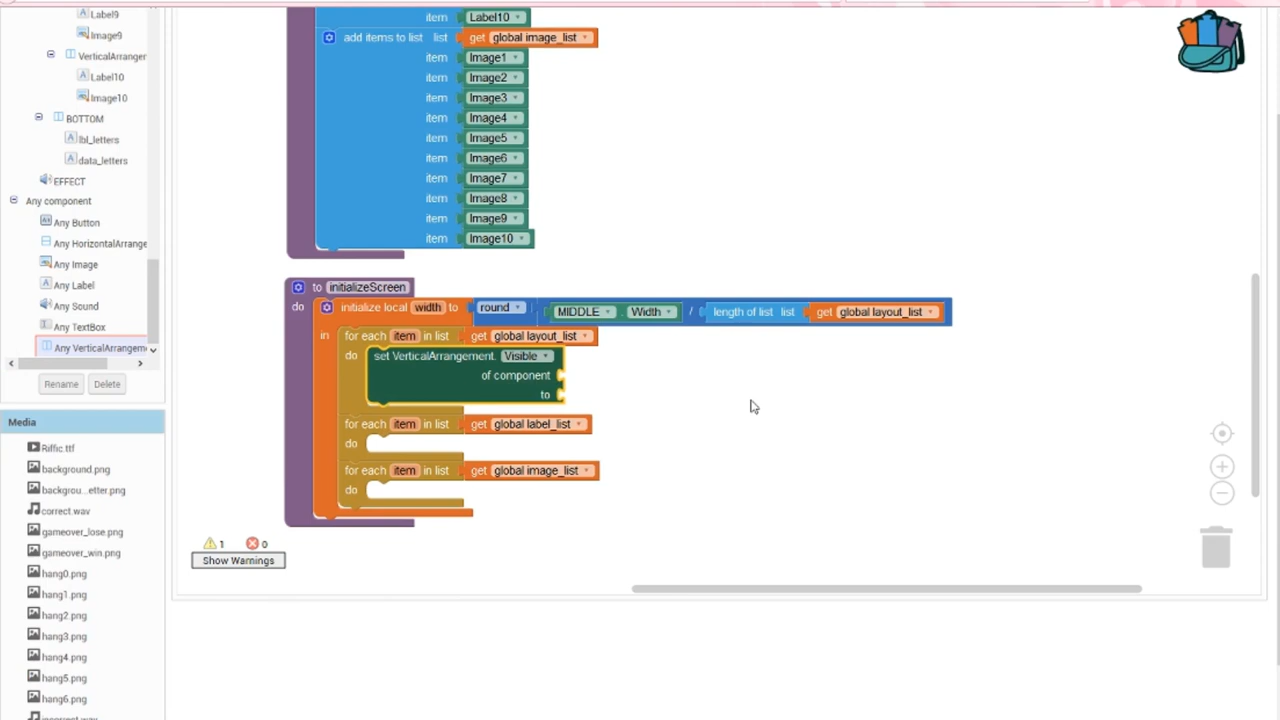 Label9
Image9
VerticalArranger
Label10
Image10
BOTTOM
lbl_letters
data_letters
EFFECT
Any component
Any Button
Any HorizontalArrange
Any Image
Any Label
Any Sound
Any TextBox
Any VerticalArrangem
Rename Delete
Media
Riffic.ttf
background.png
backgrou...etter.png
correct.wav
gameover_lose.png
gameover_win.png
hang0.png
hang1.png
hang2.png
hang3.png
hang4.png
hang5.png
hang6.png
incorrect.wav
item Label10
add items to list list get global image_list
item Image1
item Image2
item Image3
item Image4
item Image5
item Image6
item Image7
item Image8
item Image9
item Image10
to initializeScreen
do initialize local width to round MIDDLE . Width / length of list list get global layout_list
in for each item in list get global layout_list
do set VerticalArrangement. Visible
of component
to
for each item in list get global label_list
do
for each item in list get global image_list
do
1 0
Show Warnings